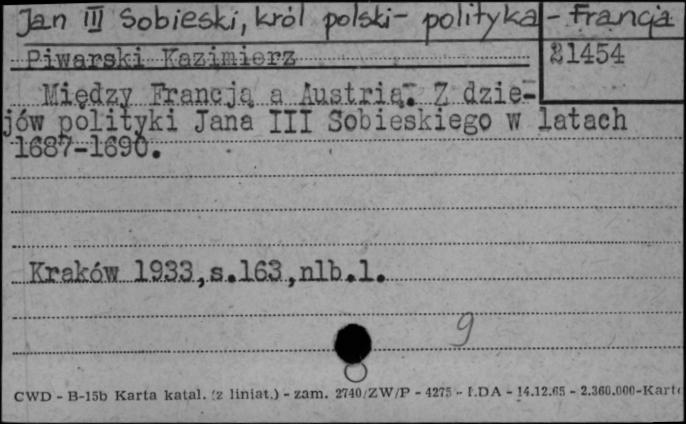 Jan III Sobieski, król polski - polityka - Francja
Piwarski Kazimierz
21454
Między Francją a Austrią. Z dzie-
jów polityki Jana III Sobieskiego w latach
1687-1690.
Kraków 1933,s.163,nlb.1.
9
CWD - B-15b Karta katal. (z liniat.) - zam. 2740/ZW/P - 4275 - LDA - 14.12.65 - 2.360.000-Karto